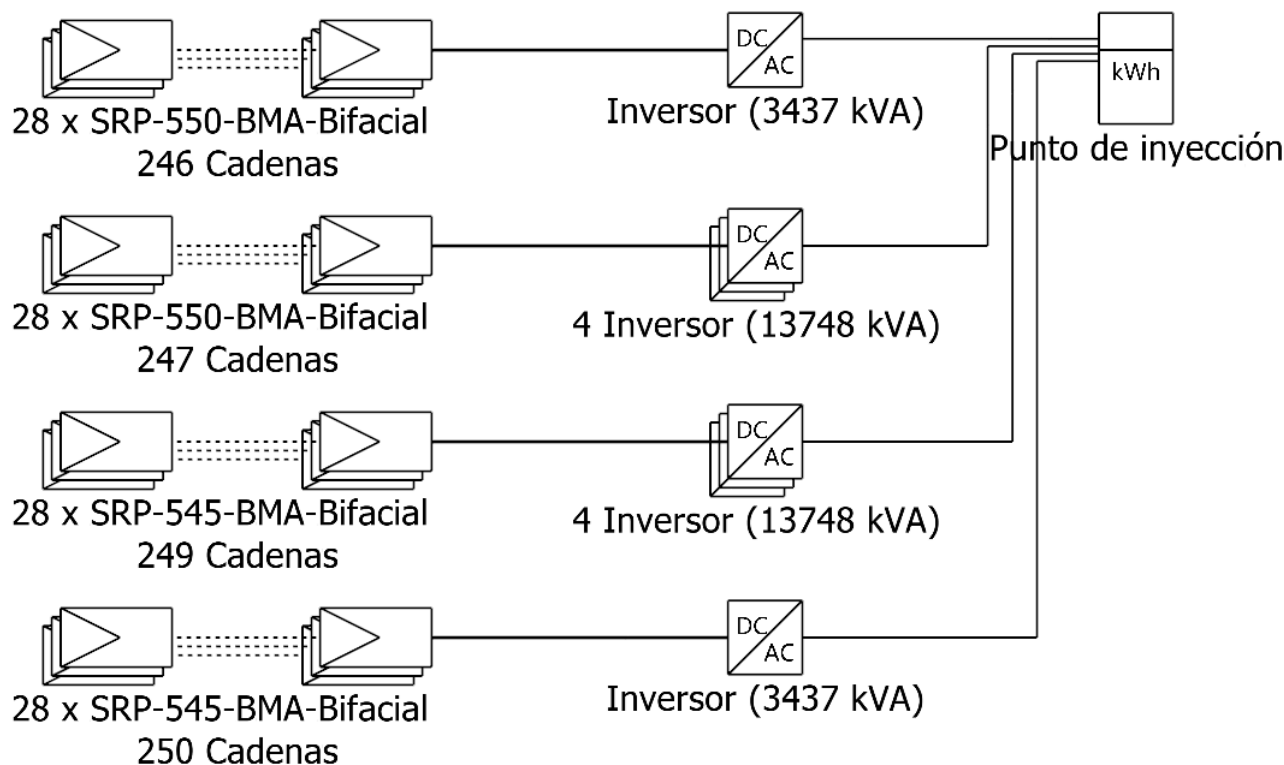 DC
AC
28 x SRP-550-BMA-Bifacial
246 Cadenas
Inversor (3437 kVA)
kWh
Punto de inyección
DC
AC
28 x SRP-550-BMA-Bifacial
247 Cadenas
4 Inversor (13748 kVA)
DC
AC
28 x SRP-545-BMA-Bifacial
249 Cadenas
4 Inversor (13748 kVA)
DC
AC
28 x SRP-545-BMA-Bifacial
250 Cadenas
Inversor (3437 kVA)